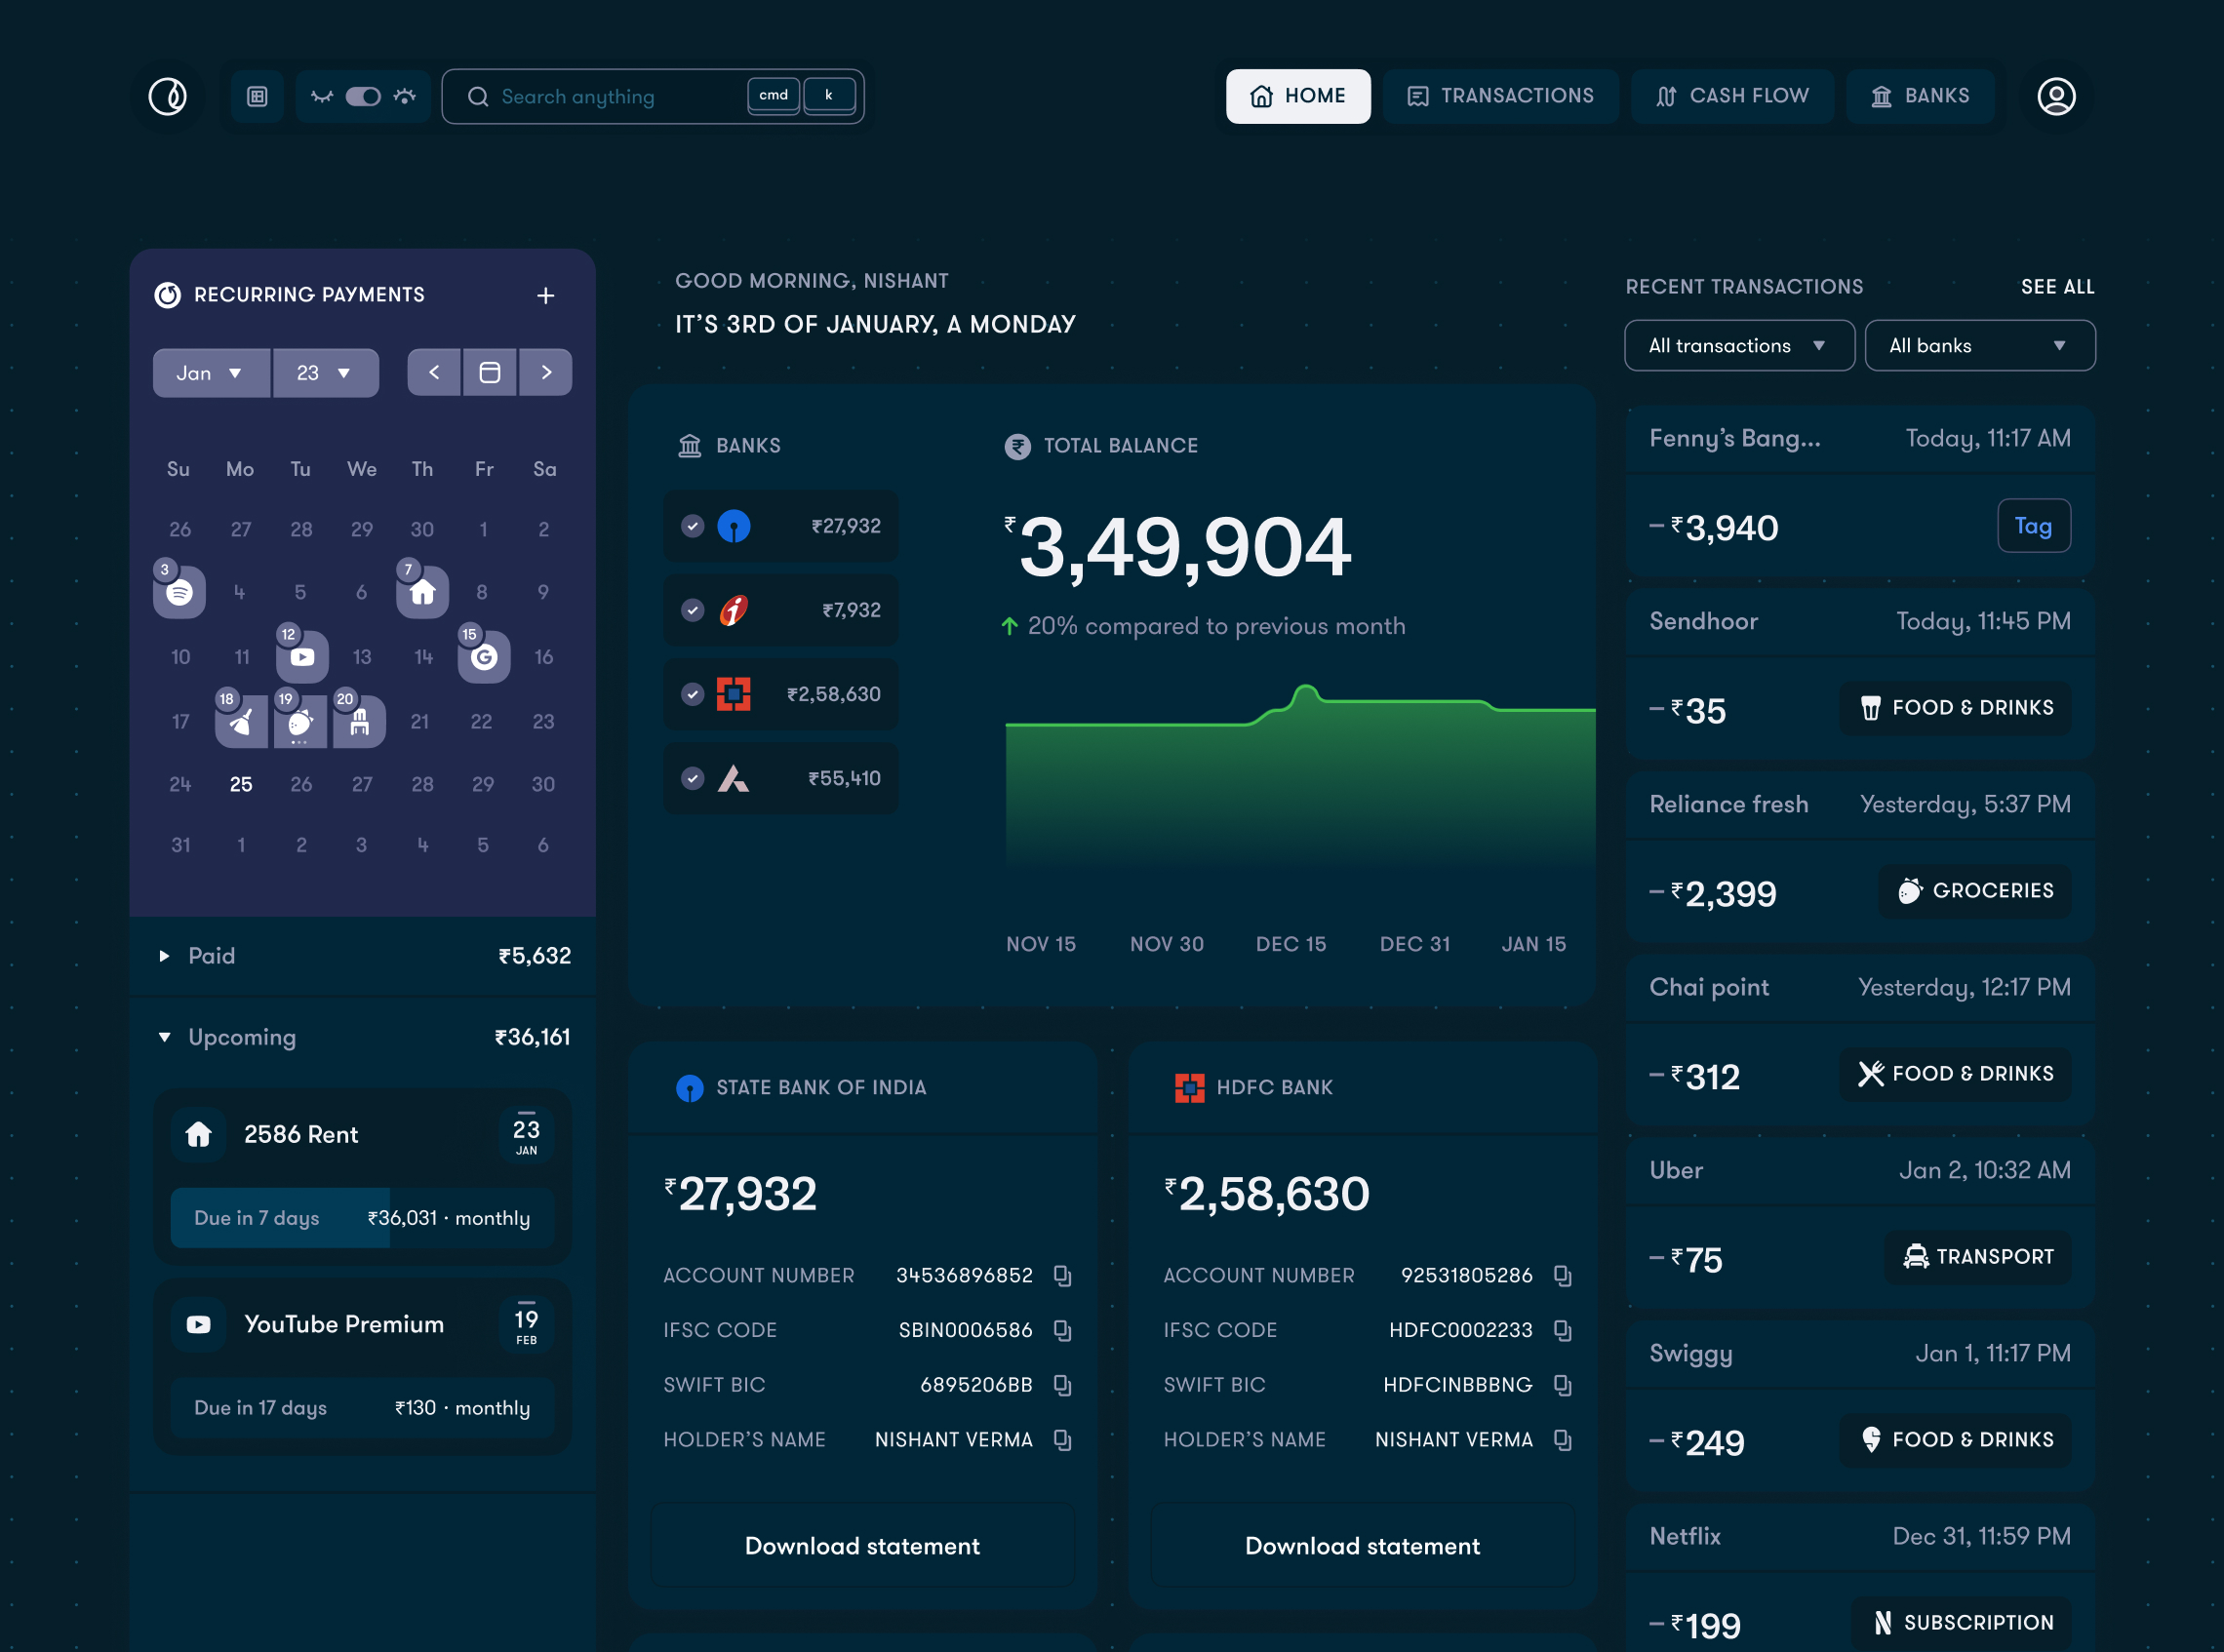 Search anything
cmd
k
HOME
TRANSACTIONS
CASH FLOW
BANKS
RECURRING PAYMENTS
Jan
23
Su Mo Tu We Th Fr Sa
26 27 28 29 30 1 2
3 4 5 6 7 8 9
10 11 12 13 14 15 16
17 18 19 20 21 22 23
24 25 26 27 28 29 30
31 1 2 3 4 5 6
Paid ₹5,632
Upcoming ₹36,161
2586 Rent
23
JAN
Due in 7 days ₹36,031 · monthly
YouTube Premium
19
FEB
Due in 17 days ₹130 · monthly
GOOD MORNING, NISHANT
IT’S 3RD OF JANUARY, A MONDAY
BANKS
₹27,932
₹7,932
₹2,58,630
₹55,410
TOTAL BALANCE
₹3,49,904
20% compared to previous month
NOV 15 NOV 30 DEC 15 DEC 31 JAN 15
STATE BANK OF INDIA
₹27,932
ACCOUNT NUMBER 34536896852
IFSC CODE SBIN0006586
SWIFT BIC 6895206BB
HOLDER’S NAME NISHANT VERMA
Download statement
HDFC BANK
₹2,58,630
ACCOUNT NUMBER 92531805286
IFSC CODE HDFC0002233
SWIFT BIC HDFCINBBBNG
HOLDER’S NAME NISHANT VERMA
Download statement
RECENT TRANSACTIONS SEE ALL
All transactions
All banks
Fenny’s Bang... Today, 11:17 AM
–₹3,940 Tag
Sendhoor Today, 11:45 PM
–₹35 FOOD & DRINKS
Reliance fresh Yesterday, 5:37 PM
–₹2,399 GROCERIES
Chai point Yesterday, 12:17 PM
–₹312 FOOD & DRINKS
Uber Jan 2, 10:32 AM
–₹75 TRANSPORT
Swiggy Jan 1, 11:17 PM
–₹249 FOOD & DRINKS
Netflix Dec 31, 11:59 PM
–₹199 SUBSCRIPTION